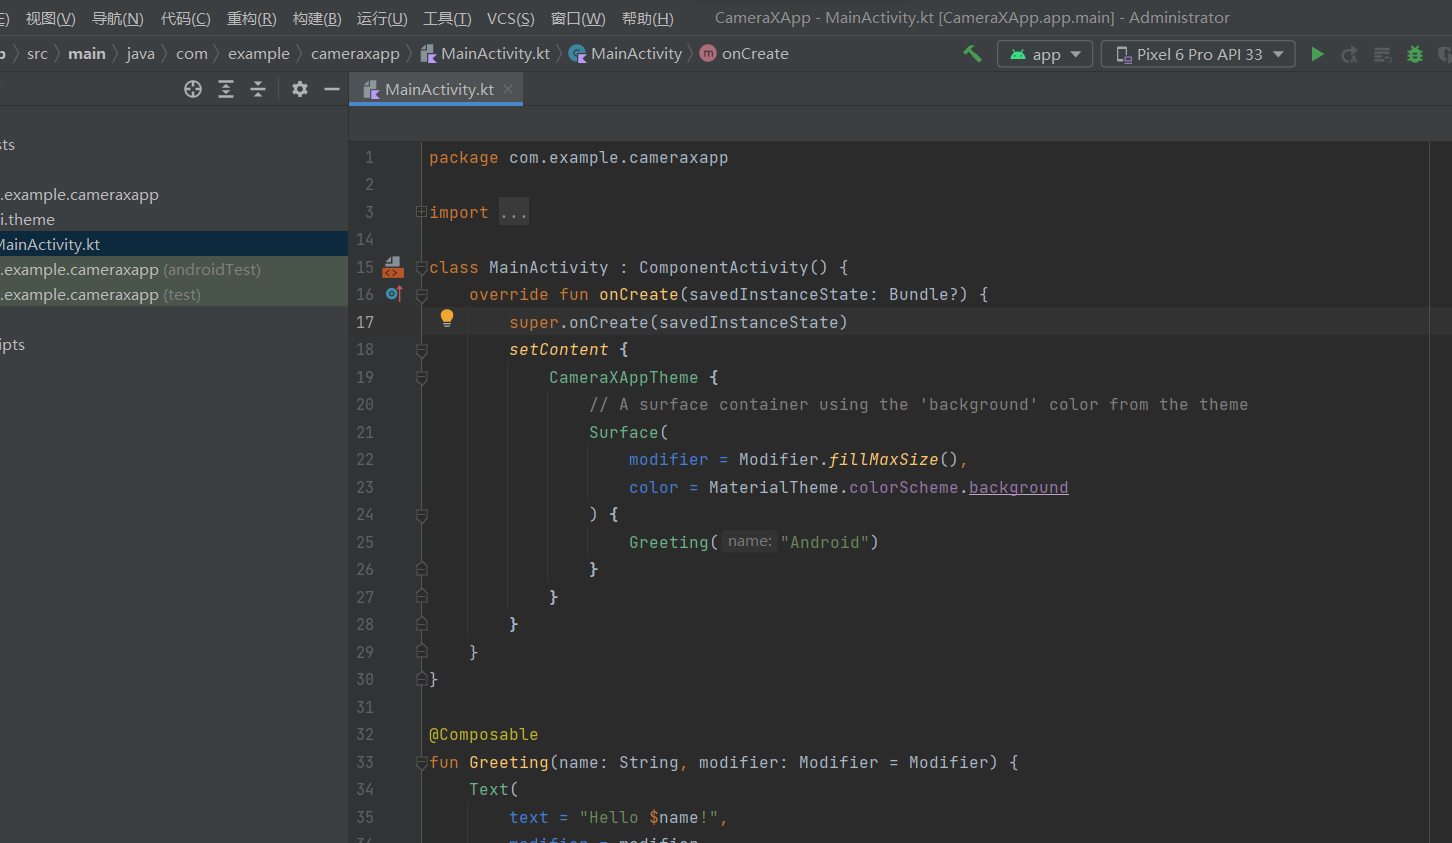 E) 视图(V) 导航(N) 代码(C) 重构(R) 构建(B) 运行(U) 工具(T) VCS(S) 窗口(W) 帮助(H) CameraXApp - MainActivity.kt [CameraXApp.app.main] - Administrator
src main java com example cameraxapp MainActivity.kt MainActivity m onCreate app Pixel 6 Pro API 33
MainActivity.kt
sts
.example.cameraxapp
i.theme
MainActivity.kt
.example.cameraxapp (androidTest)
.example.cameraxapp (test)
ipts
1 package com.example.cameraxapp
2
3 import ...
14
15 class MainActivity : ComponentActivity() {
16 override fun onCreate(savedInstanceState: Bundle?) {
17 super.onCreate(savedInstanceState)
18 setContent {
19 CameraXAppTheme {
20 // A surface container using the 'background' color from the theme
21 Surface(
22 modifier = Modifier.fillMaxSize(),
23 color = MaterialTheme.colorScheme.background
24 ) {
25 Greeting( name: "Android")
26 }
27 }
28 }
29 }
30 }
31
32 @Composable
33 fun Greeting(name: String, modifier: Modifier = Modifier) {
34 Text(
35 text = "Hello $name!",
modifier = modifier